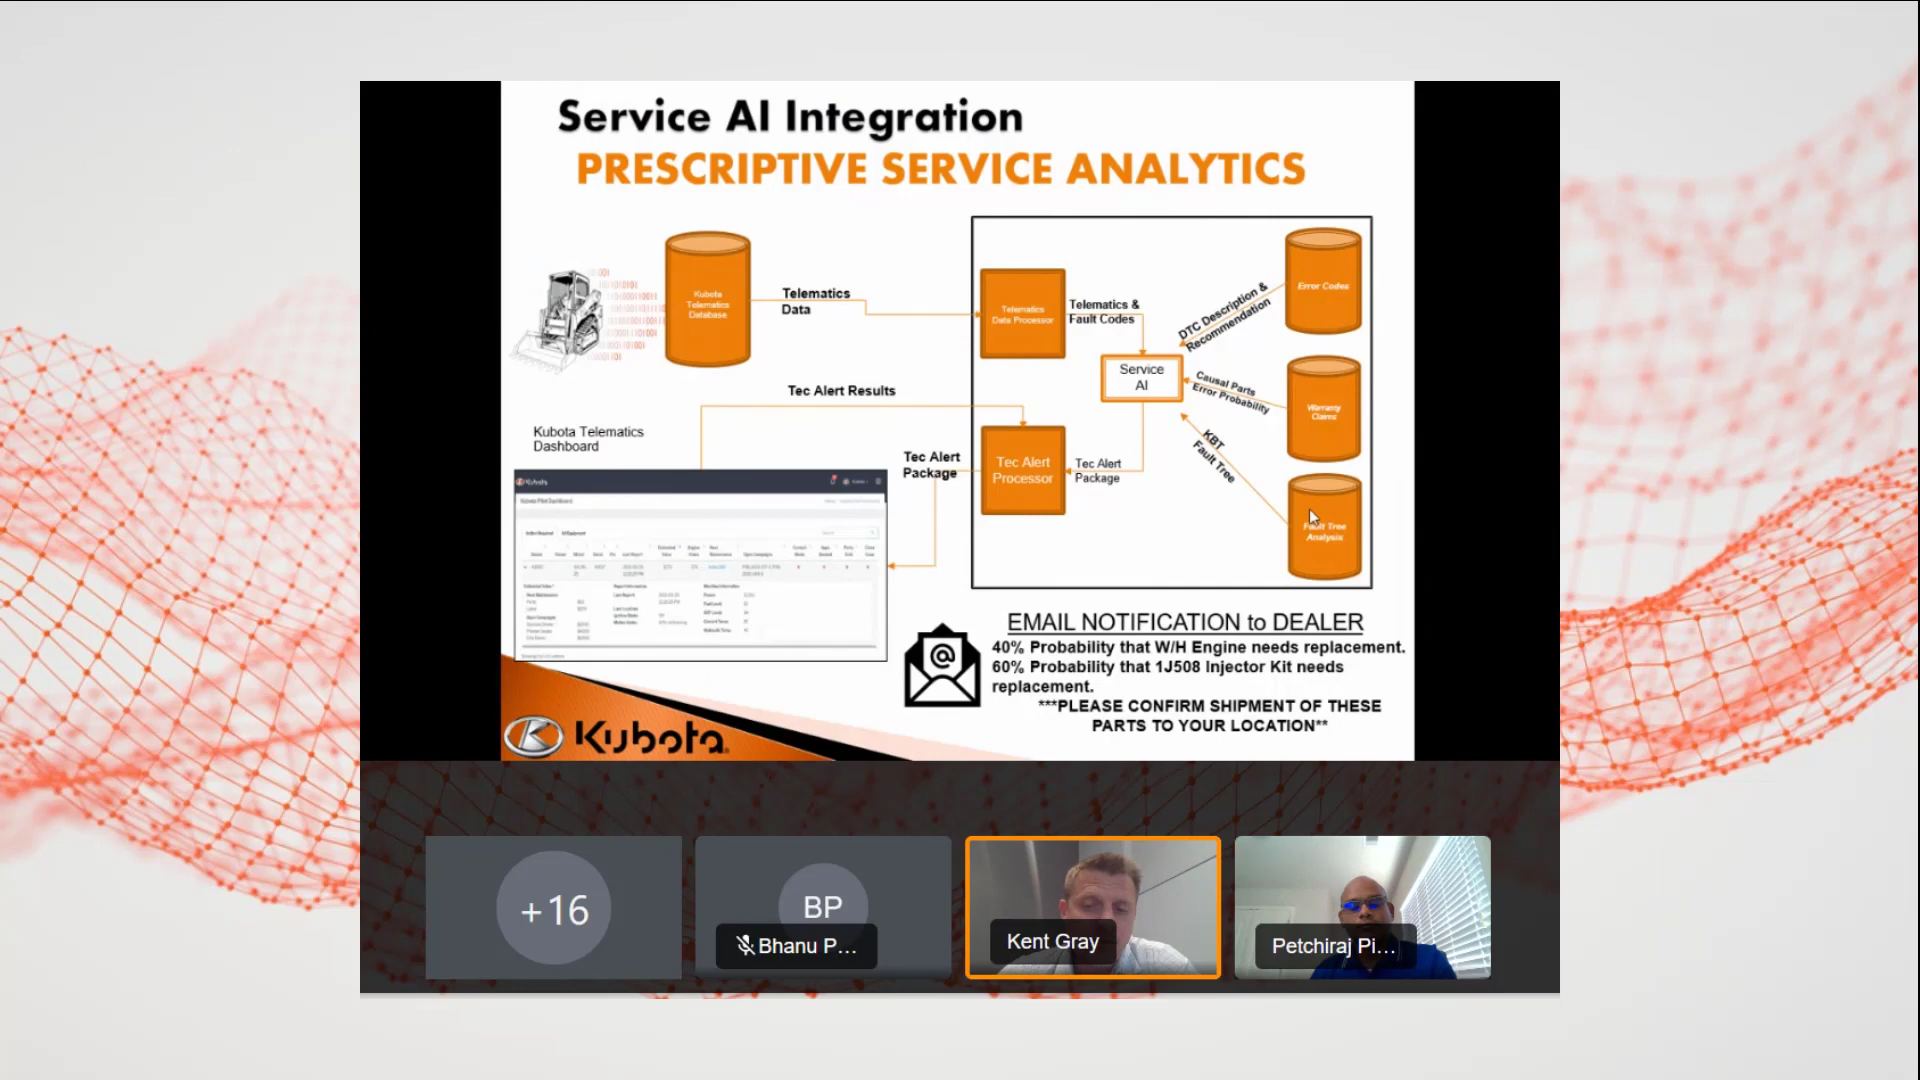 Service AI Integration
PRESCRIPTIVE SERVICE ANALYTICS
Kubota
Telematics
Database
Telematics
Data
Telematics
Data Processor
Telematics &
Fault Codes
DTC Description &
Recommendation
Error Codes
Service
AI
Causal Parts
Error Probability
Warranty
Claims
KBT
Fault Tree
Fault Tree
Analysis
Tec Alert Results
Kubota Telematics
Dashboard
Tec Alert
Package
Tec Alert
Processor
Tec Alert
Package
Kubota
Kubota Pilot Dashboard
EMAIL NOTIFICATION to DEALER
40% Probability that W/H Engine needs replacement.
60% Probability that 1J508 Injector Kit needs
replacement.
***PLEASE CONFIRM SHIPMENT OF THESE
PARTS TO YOUR LOCATION**
@
Kubota
+16
BP
Bhanu P...
Kent Gray
Petchiraj Pi...